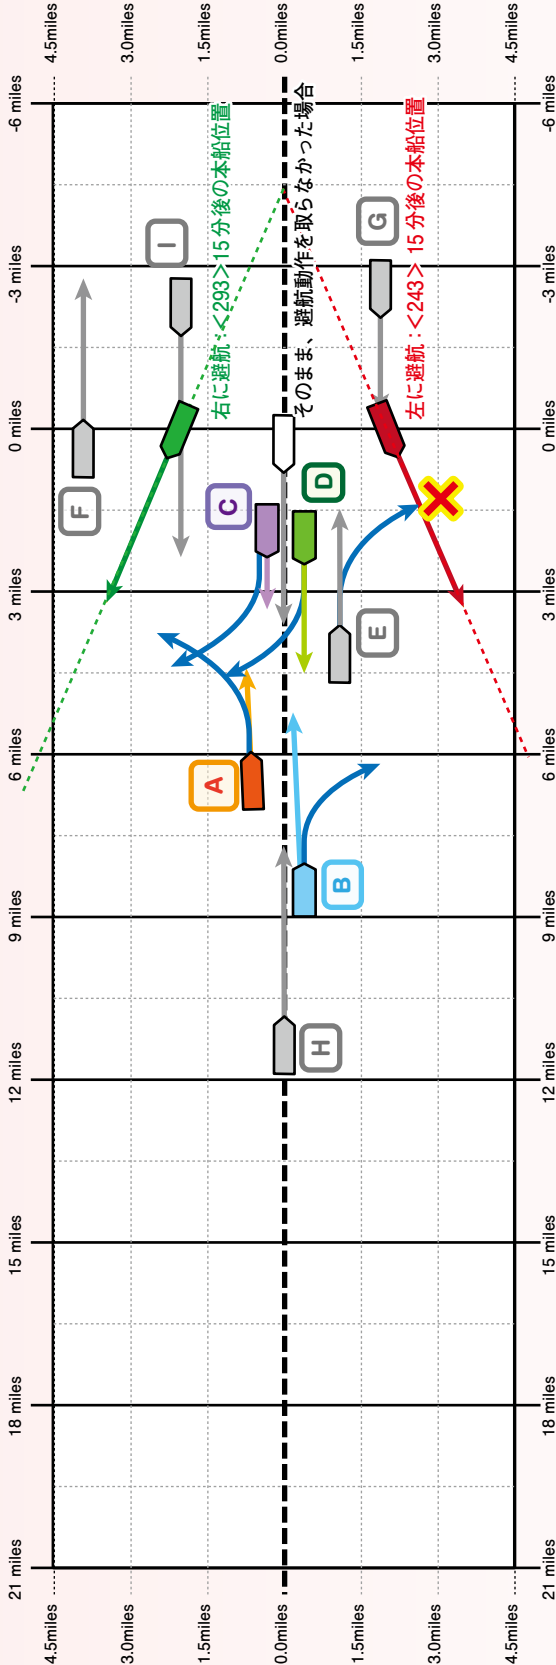 21 miles
18 miles
15 miles
12 miles
9 miles
6 miles
3 miles
0 miles
-3 miles
-6 miles
4.5miles
4.5miles
F
3.0miles
3.0miles
I
1.5miles
A
C
右に避航：<293>15分後の本船位置
1.5miles
0.0miles
0.0miles
そのまま、避航動作を取らなかった場合
H
B
D
1.5miles
E
G
1.5miles
左に避航：<243> 15分後の本船位置
3.0miles
3.0miles
4.5miles
4.5miles
21 miles
18 miles
15 miles
12 miles
9 miles
6 miles
3 miles
0 miles
-3 miles
-6 miles